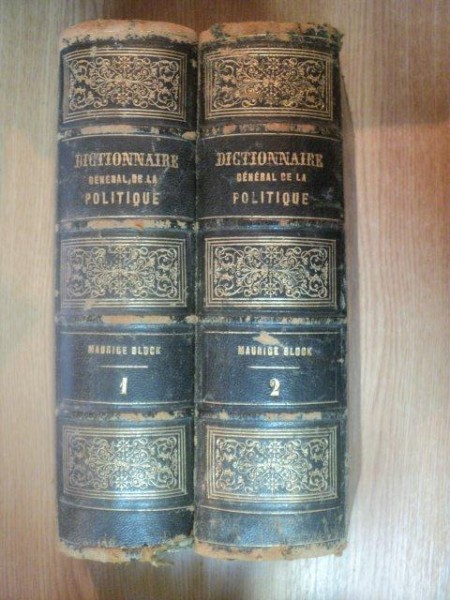 DICTIONNAIRE
GÉNÉRAL DE LA
POLITIQUE
MAURICE BLOCK
1
DICTIONNAIRE
GÉNÉRAL DE LA
POLITIQUE
MAURICE BLOCK
2